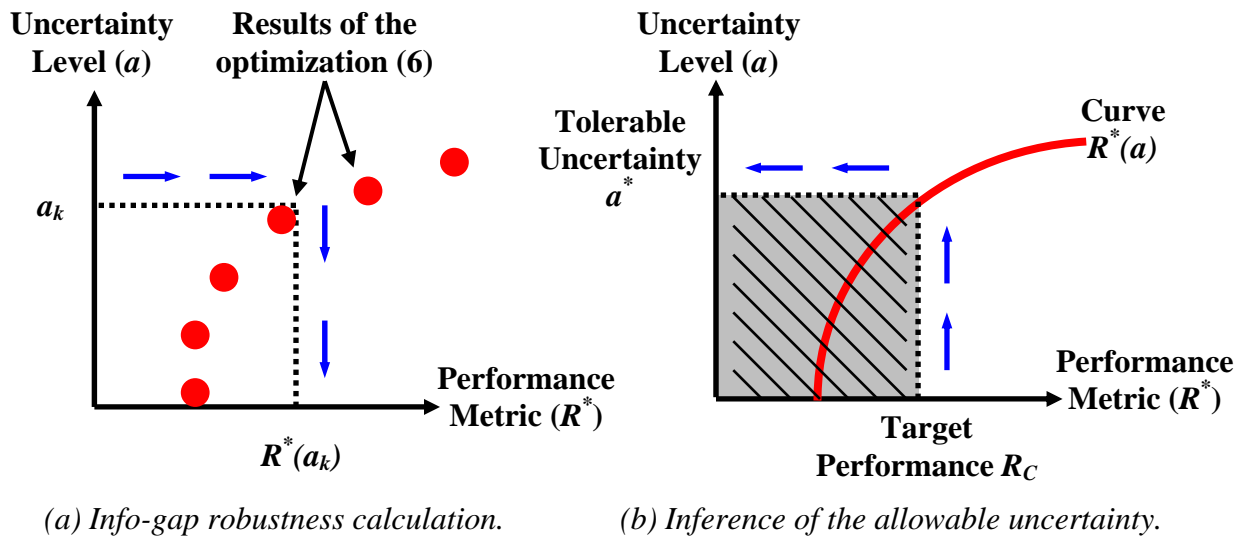 Uncertainty
Level (a)
Results of the
optimization (6)
a_k
Performance
Metric (R^*)
R^*(a_k)
(a) Info-gap robustness calculation.
Uncertainty
Level (a)
Tolerable
Uncertainty
a^*
Curve
R^*(a)
Performance
Metric (R^*)
Target
Performance R_C
(b) Inference of the allowable uncertainty.